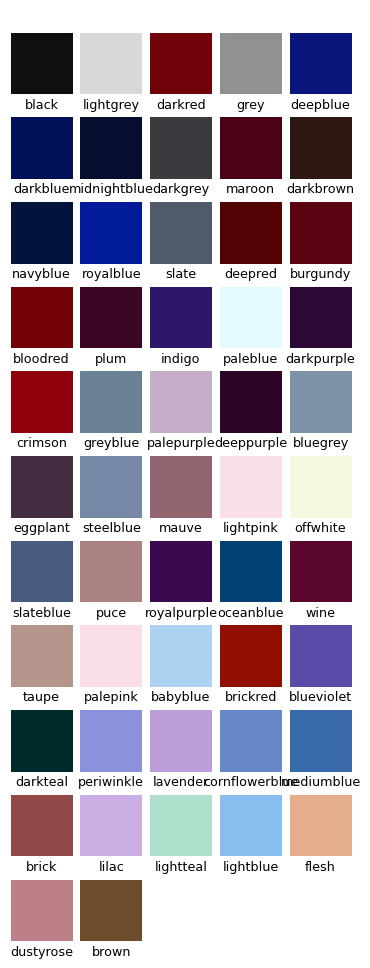 black lightgrey darkred grey deepblue
darkblue midnightblue darkgrey maroon darkbrown
navyblue royalblue slate deepred burgundy
bloodred plum indigo paleblue darkpurple
crimson greyblue palepurple deeppurple bluegrey
eggplant steelblue mauve lightpink offwhite
slateblue puce royalpurple oceanblue wine
taupe palepink babyblue brickred blueviolet
darkteal periwinkle lavender cornflowerblue mediumblue
brick lilac lightteal lightblue flesh
dustyrose brown